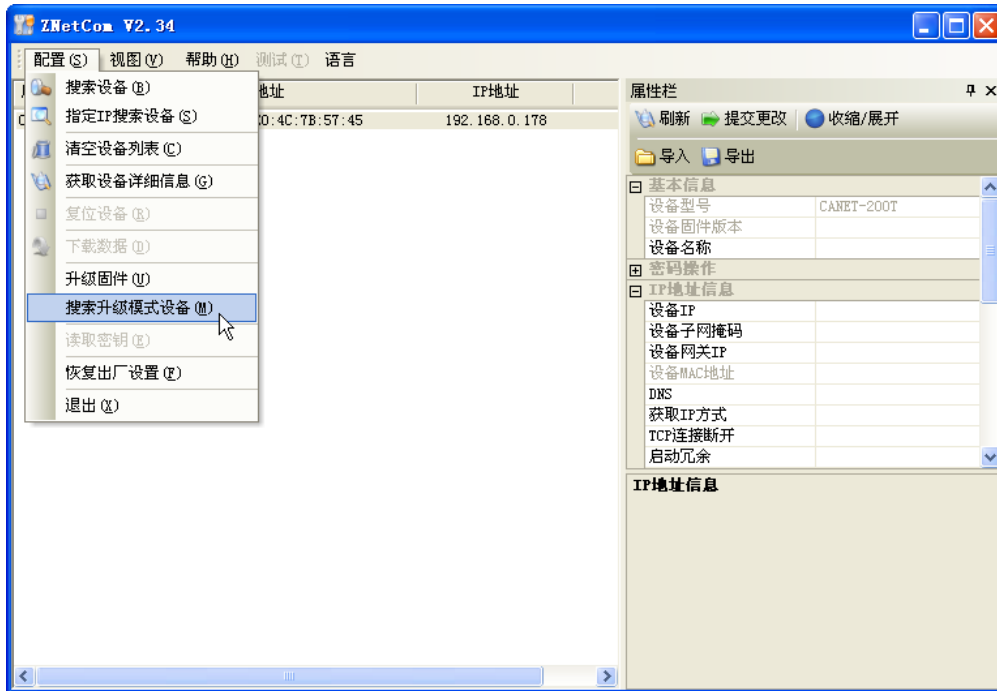 ZNetCom V2.34
配置(S) 视图(V) 帮助(H) 测试(T) 语言
搜索设备(B)
指定IP搜索设备(S)
清空设备列表(C)
获取设备详细信息(G)
复位设备(R)
下载数据(D)
升级固件(U)
搜索升级模式设备(M)
读取密钥(E)
恢复出厂设置(F)
退出(X)
地址 IP地址
0:4C:7B:57:45 192.168.0.178
属性栏
刷新 提交更改 收缩/展开
导入 导出
基本信息
设备型号 CANET-200T
设备固件版本
设备名称
密码操作
IP地址信息
设备IP
设备子网掩码
设备网关IP
设备MAC地址
DNS
获取IP方式
TCP连接断开
启动冗余
IP地址信息